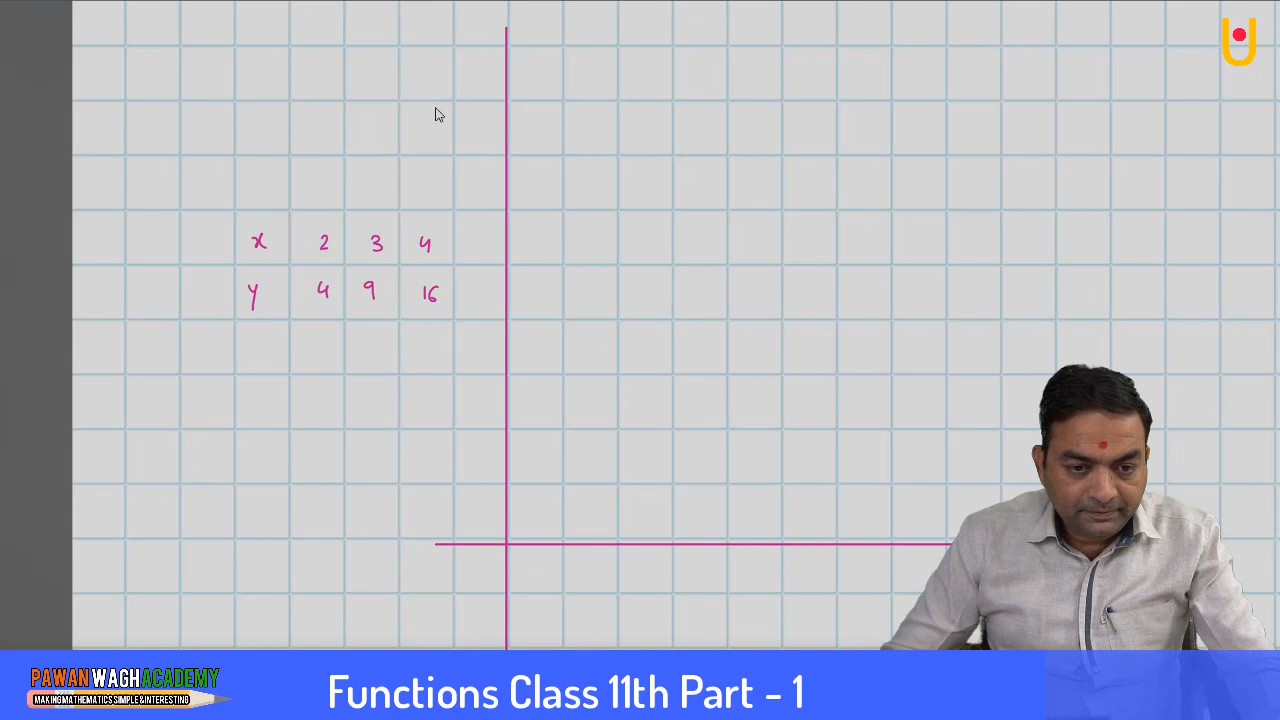 x 2 3 4
y 4 9 16
PAWAN WAGH ACADEMY
MAKING MATHEMATICS SIMPLE & INTERESTING
Functions Class 11th Part - 1